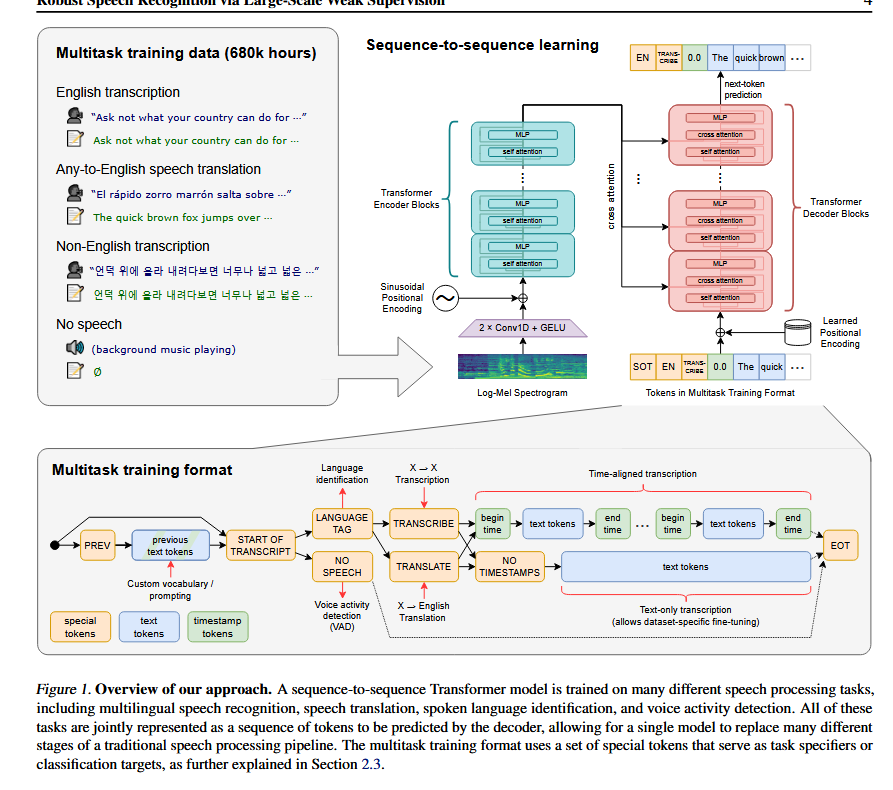 Robust Speech Recognition via Large-Scale Weak Supervision 4
Multitask training data (680k hours)
English transcription
“Ask not what your country can do for ⋯”
Ask not what your country can do for ⋯
Any-to-English speech translation
“El rápido zorro marrón salta sobre ⋯”
The quick brown fox jumps over ⋯
Non-English transcription
“언덕 위에 올라 내려다보면 너무나 넓고 넓은 ⋯”
언덕 위에 올라 내려다보면 너무나 넓고 넓은 ⋯
No speech
(background music playing)
∅
Sequence-to-sequence learning
EN TRANS-CRIBE 0.0 The quick brown ⋯
next-token
prediction
MLP
self attention
⋮
MLP
self attention
MLP
self attention
Transformer
Encoder Blocks
cross attention
⋮
MLP
cross attention
self attention
⋮
MLP
cross attention
self attention
MLP
cross attention
self attention
Transformer
Decoder Blocks
Sinusoidal
Positional
Encoding
2 × Conv1D + GELU
Log-Mel Spectrogram
Learned
Positional
Encoding
SOT EN TRANS-CRIBE 0.0 The quick ⋯
Tokens in Multitask Training Format
Multitask training format
Language
identification
X → X
Transcription
Time-aligned transcription
PREV
previous
text tokens
START OF
TRANSCRIPT
LANGUAGE
TAG
TRANSCRIBE
begin
time
text tokens
end
time
⋯
begin
time
text tokens
end
time
EOT
NO
SPEECH
TRANSLATE
NO
TIMESTAMPS
text tokens
Custom vocabulary /
prompting
Voice activity
detection
(VAD)
X → English
Translation
Text-only transcription
(allows dataset-specific fine-tuning)
special
tokens
text
tokens
timestamp
tokens
Figure 1. Overview of our approach. A sequence-to-sequence Transformer model is trained on many different speech processing tasks,
including multilingual speech recognition, speech translation, spoken language identification, and voice activity detection. All of these
tasks are jointly represented as a sequence of tokens to be predicted by the decoder, allowing for a single model to replace many different
stages of a traditional speech processing pipeline. The multitask training format uses a set of special tokens that serve as task specifiers or
classification targets, as further explained in Section 2.3.